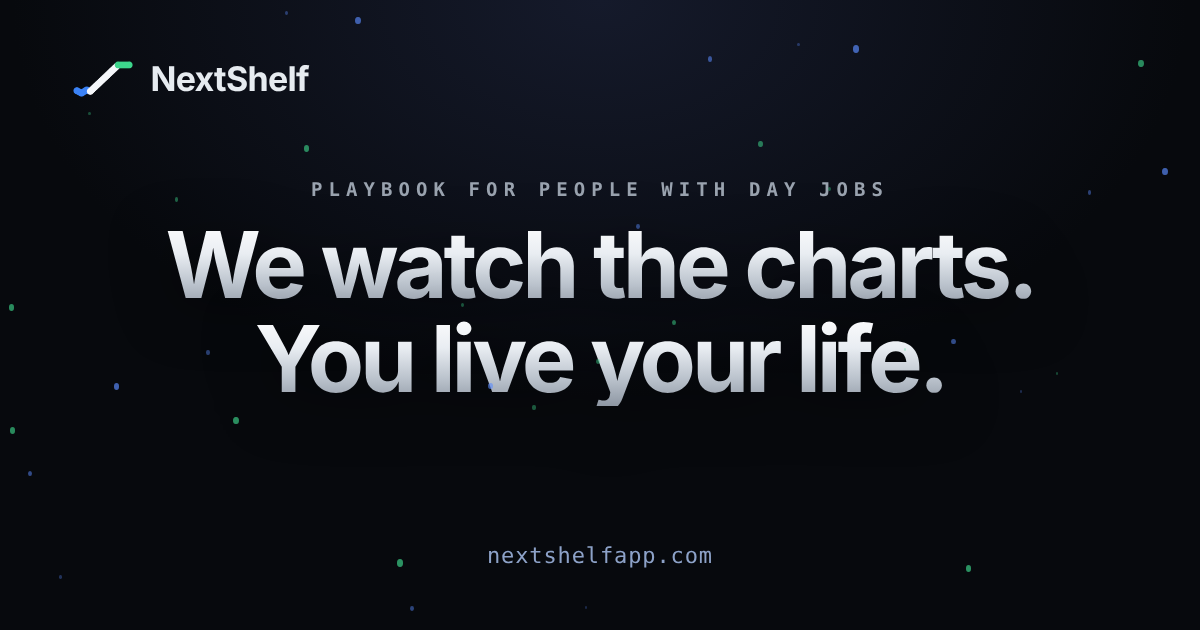 NextShelf
PLAYBOOK FOR PEOPLE WITH DAY JOBS
We watch the charts.
You live your life.
nextshelfapp.com